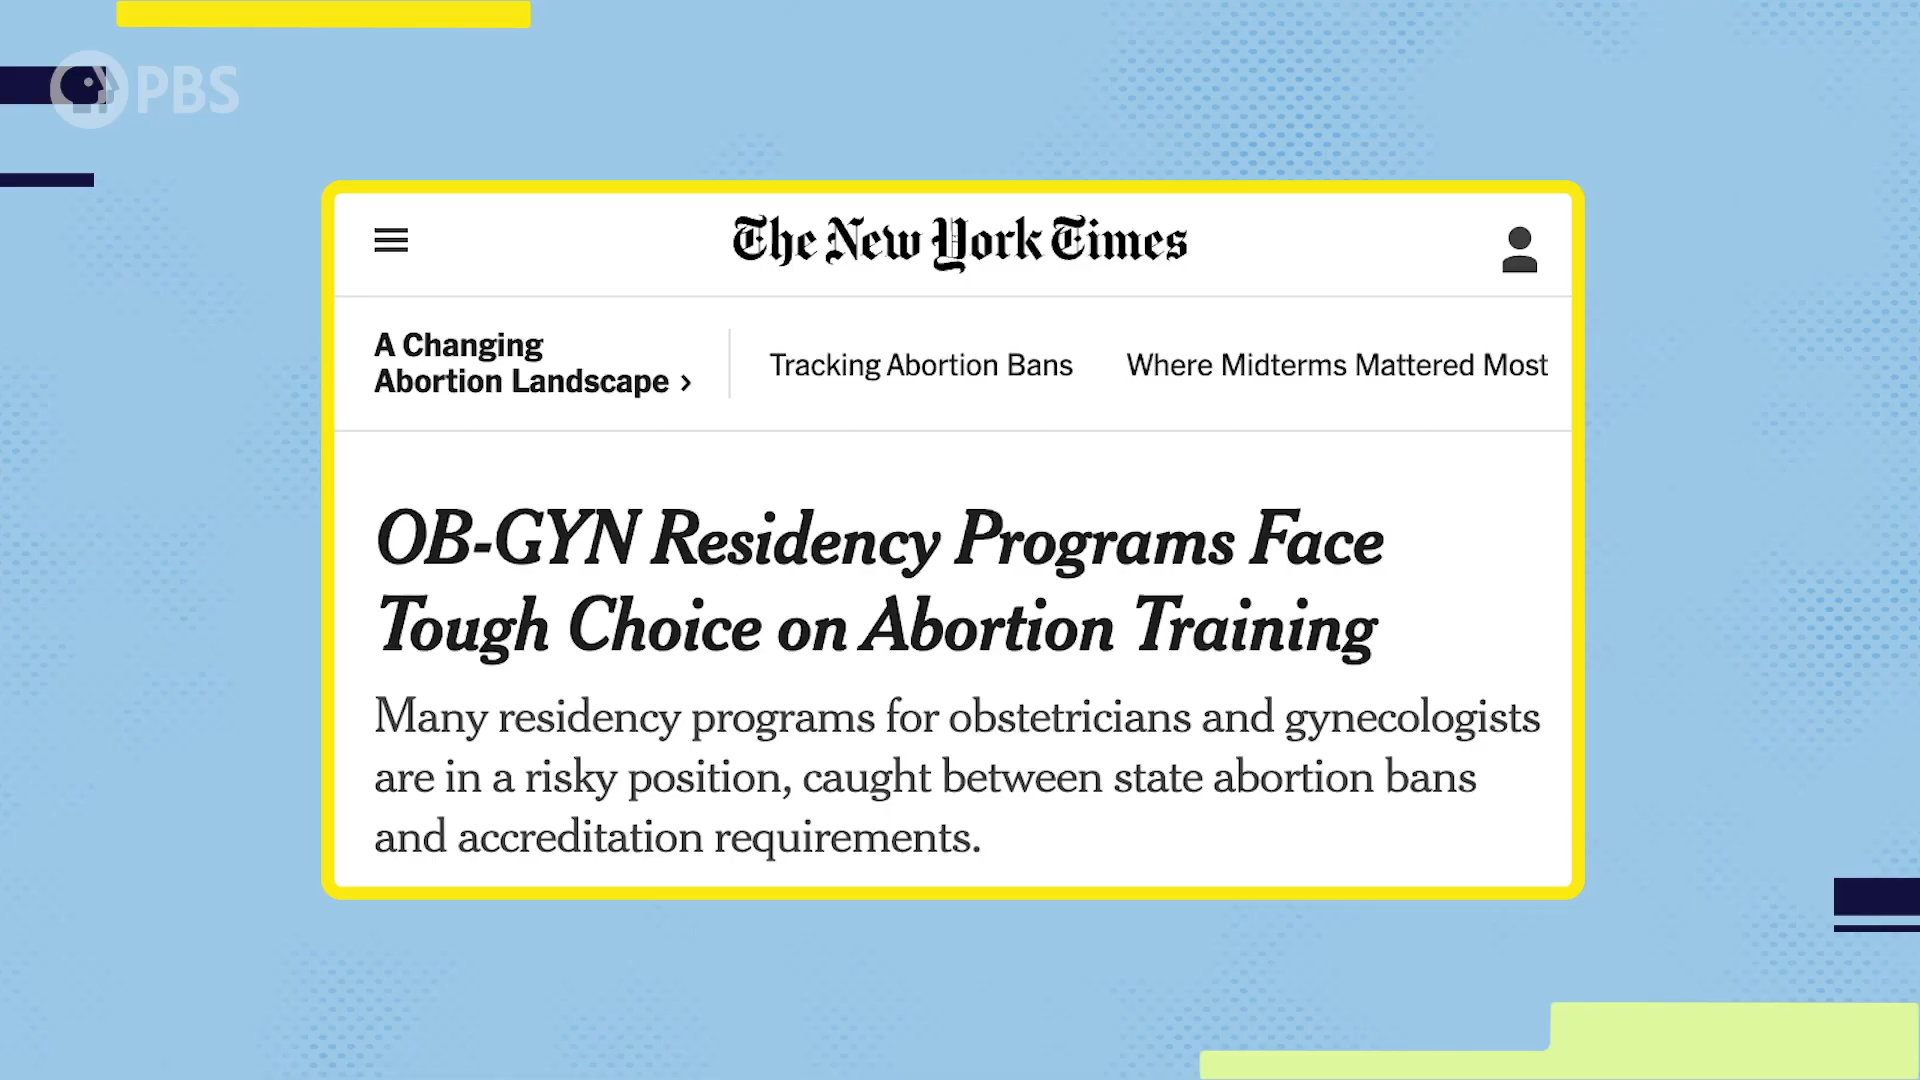 PBS
The New York Times
A Changing
Abortion Landscape >
Tracking Abortion Bans
Where Midterms Mattered Most
OB-GYN Residency Programs Face
Tough Choice on Abortion Training
Many residency programs for obstetricians and gynecologists
are in a risky position, caught between state abortion bans
and accreditation requirements.